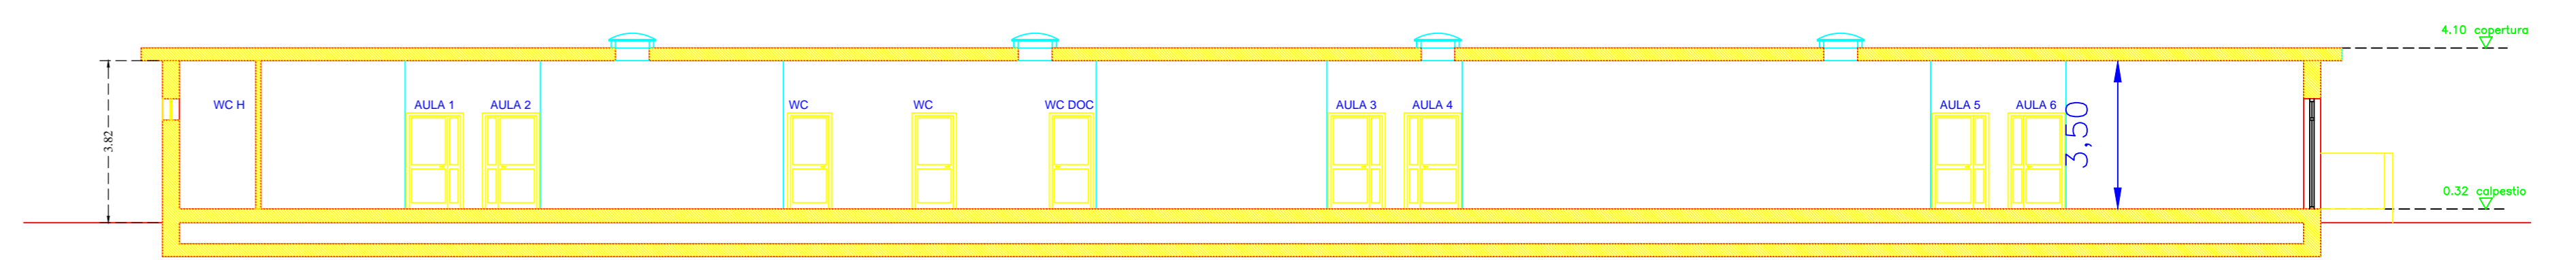 4.10 copertura
WC H
AULA 1
AULA 2
WC
WC
WC DOC
AULA 3
AULA 4
AULA 5
AULA 6
3.82
3,50
0.32 calpestio